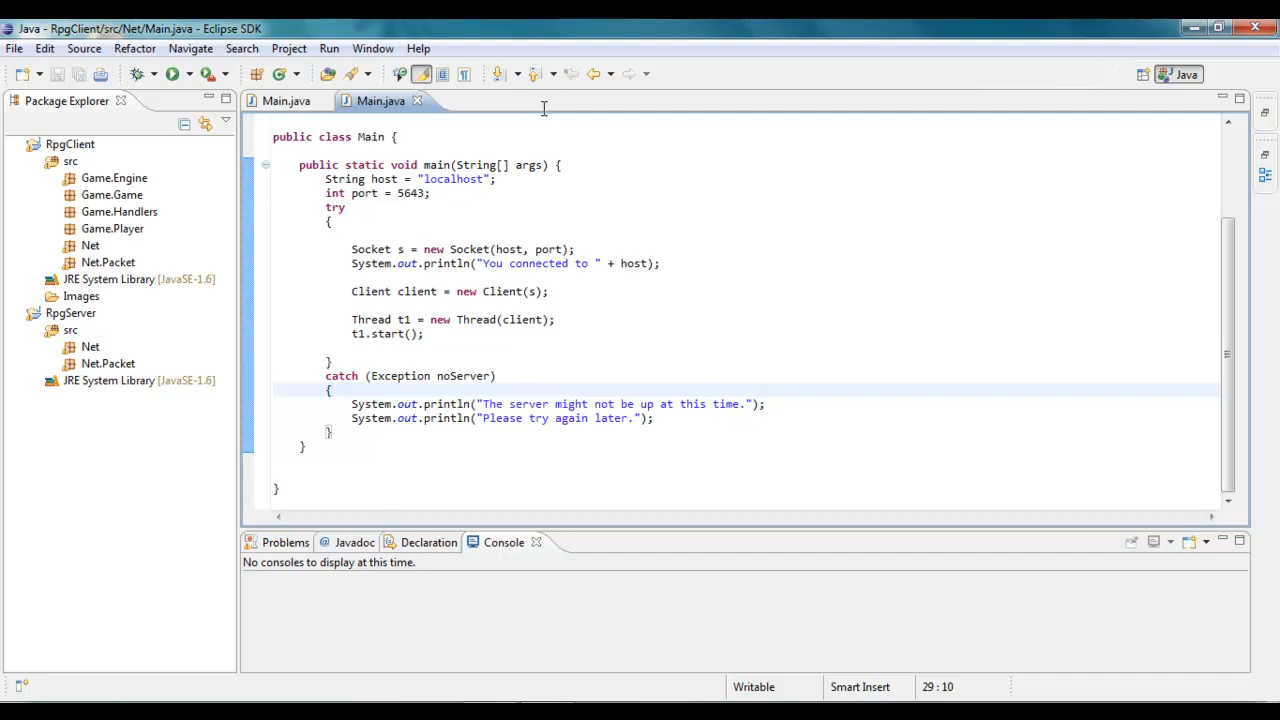 Java - RpgClient/src/Net/Main.java - Eclipse SDK
File Edit Source Refactor Navigate Search Project Run Window Help
Java
Package Explorer
RpgClient
src
Game.Engine
Game.Game
Game.Handlers
Game.Player
Net
Net.Packet
JRE System Library [JavaSE-1.6]
Images
RpgServer
src
Net
Net.Packet
JRE System Library [JavaSE-1.6]
Main.java Main.java
public class Main {
public static void main(String[] args) {
String host = "localhost";
int port = 5643;
try
{
Socket s = new Socket(host, port);
System.out.println("You connected to " + host);
Client client = new Client(s);
Thread t1 = new Thread(client);
t1.start();
}
catch (Exception noServer)
{
System.out.println("The server might not be up at this time.");
System.out.println("Please try again later.");
}
}
}
Problems @ Javadoc Declaration Console
No consoles to display at this time.
Writable Smart Insert 29 : 10